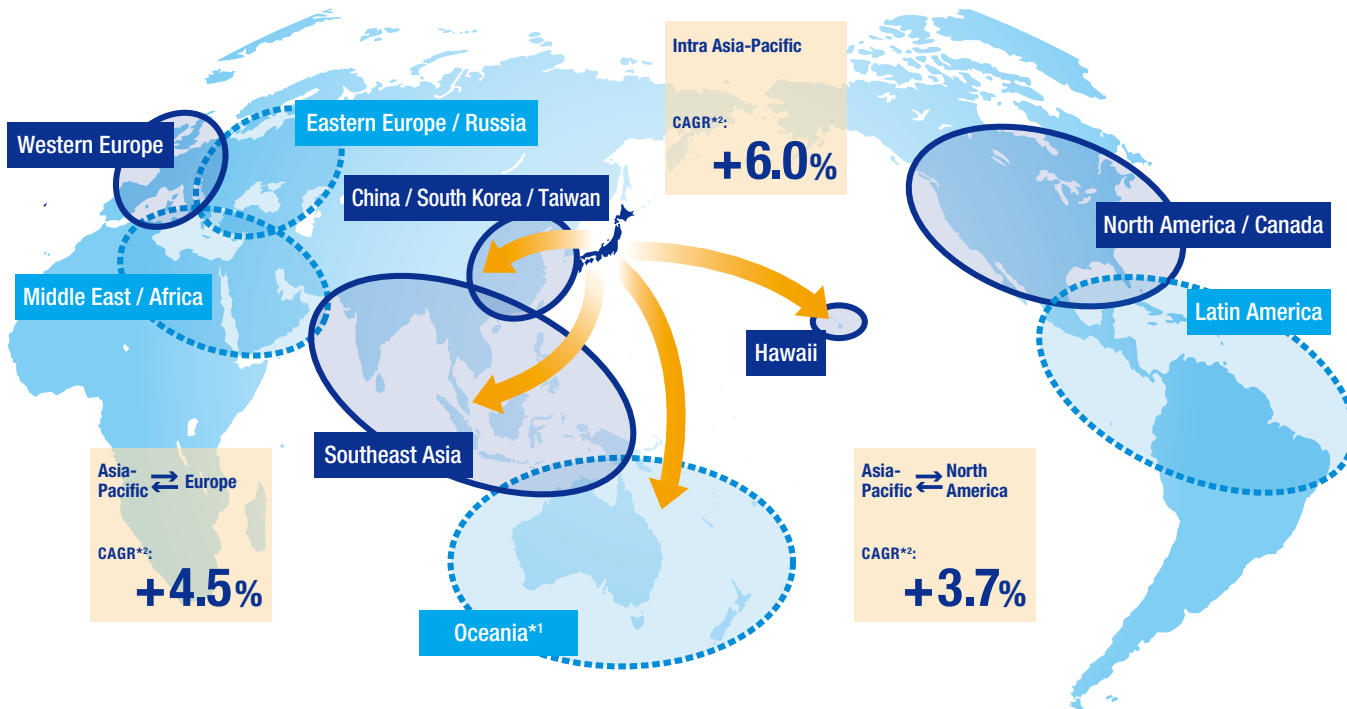 Intra Asia-Pacific
CAGR*2:
+6.0%
Western Europe
Eastern Europe / Russia
China / South Korea / Taiwan
North America / Canada
Middle East / Africa
Latin America
Hawaii
Southeast Asia
Asia-
Pacific ⇄ Europe
CAGR*2:
+4.5%
Asia- North
Pacific ⇄ America
CAGR*2:
+3.7%
Oceania*1